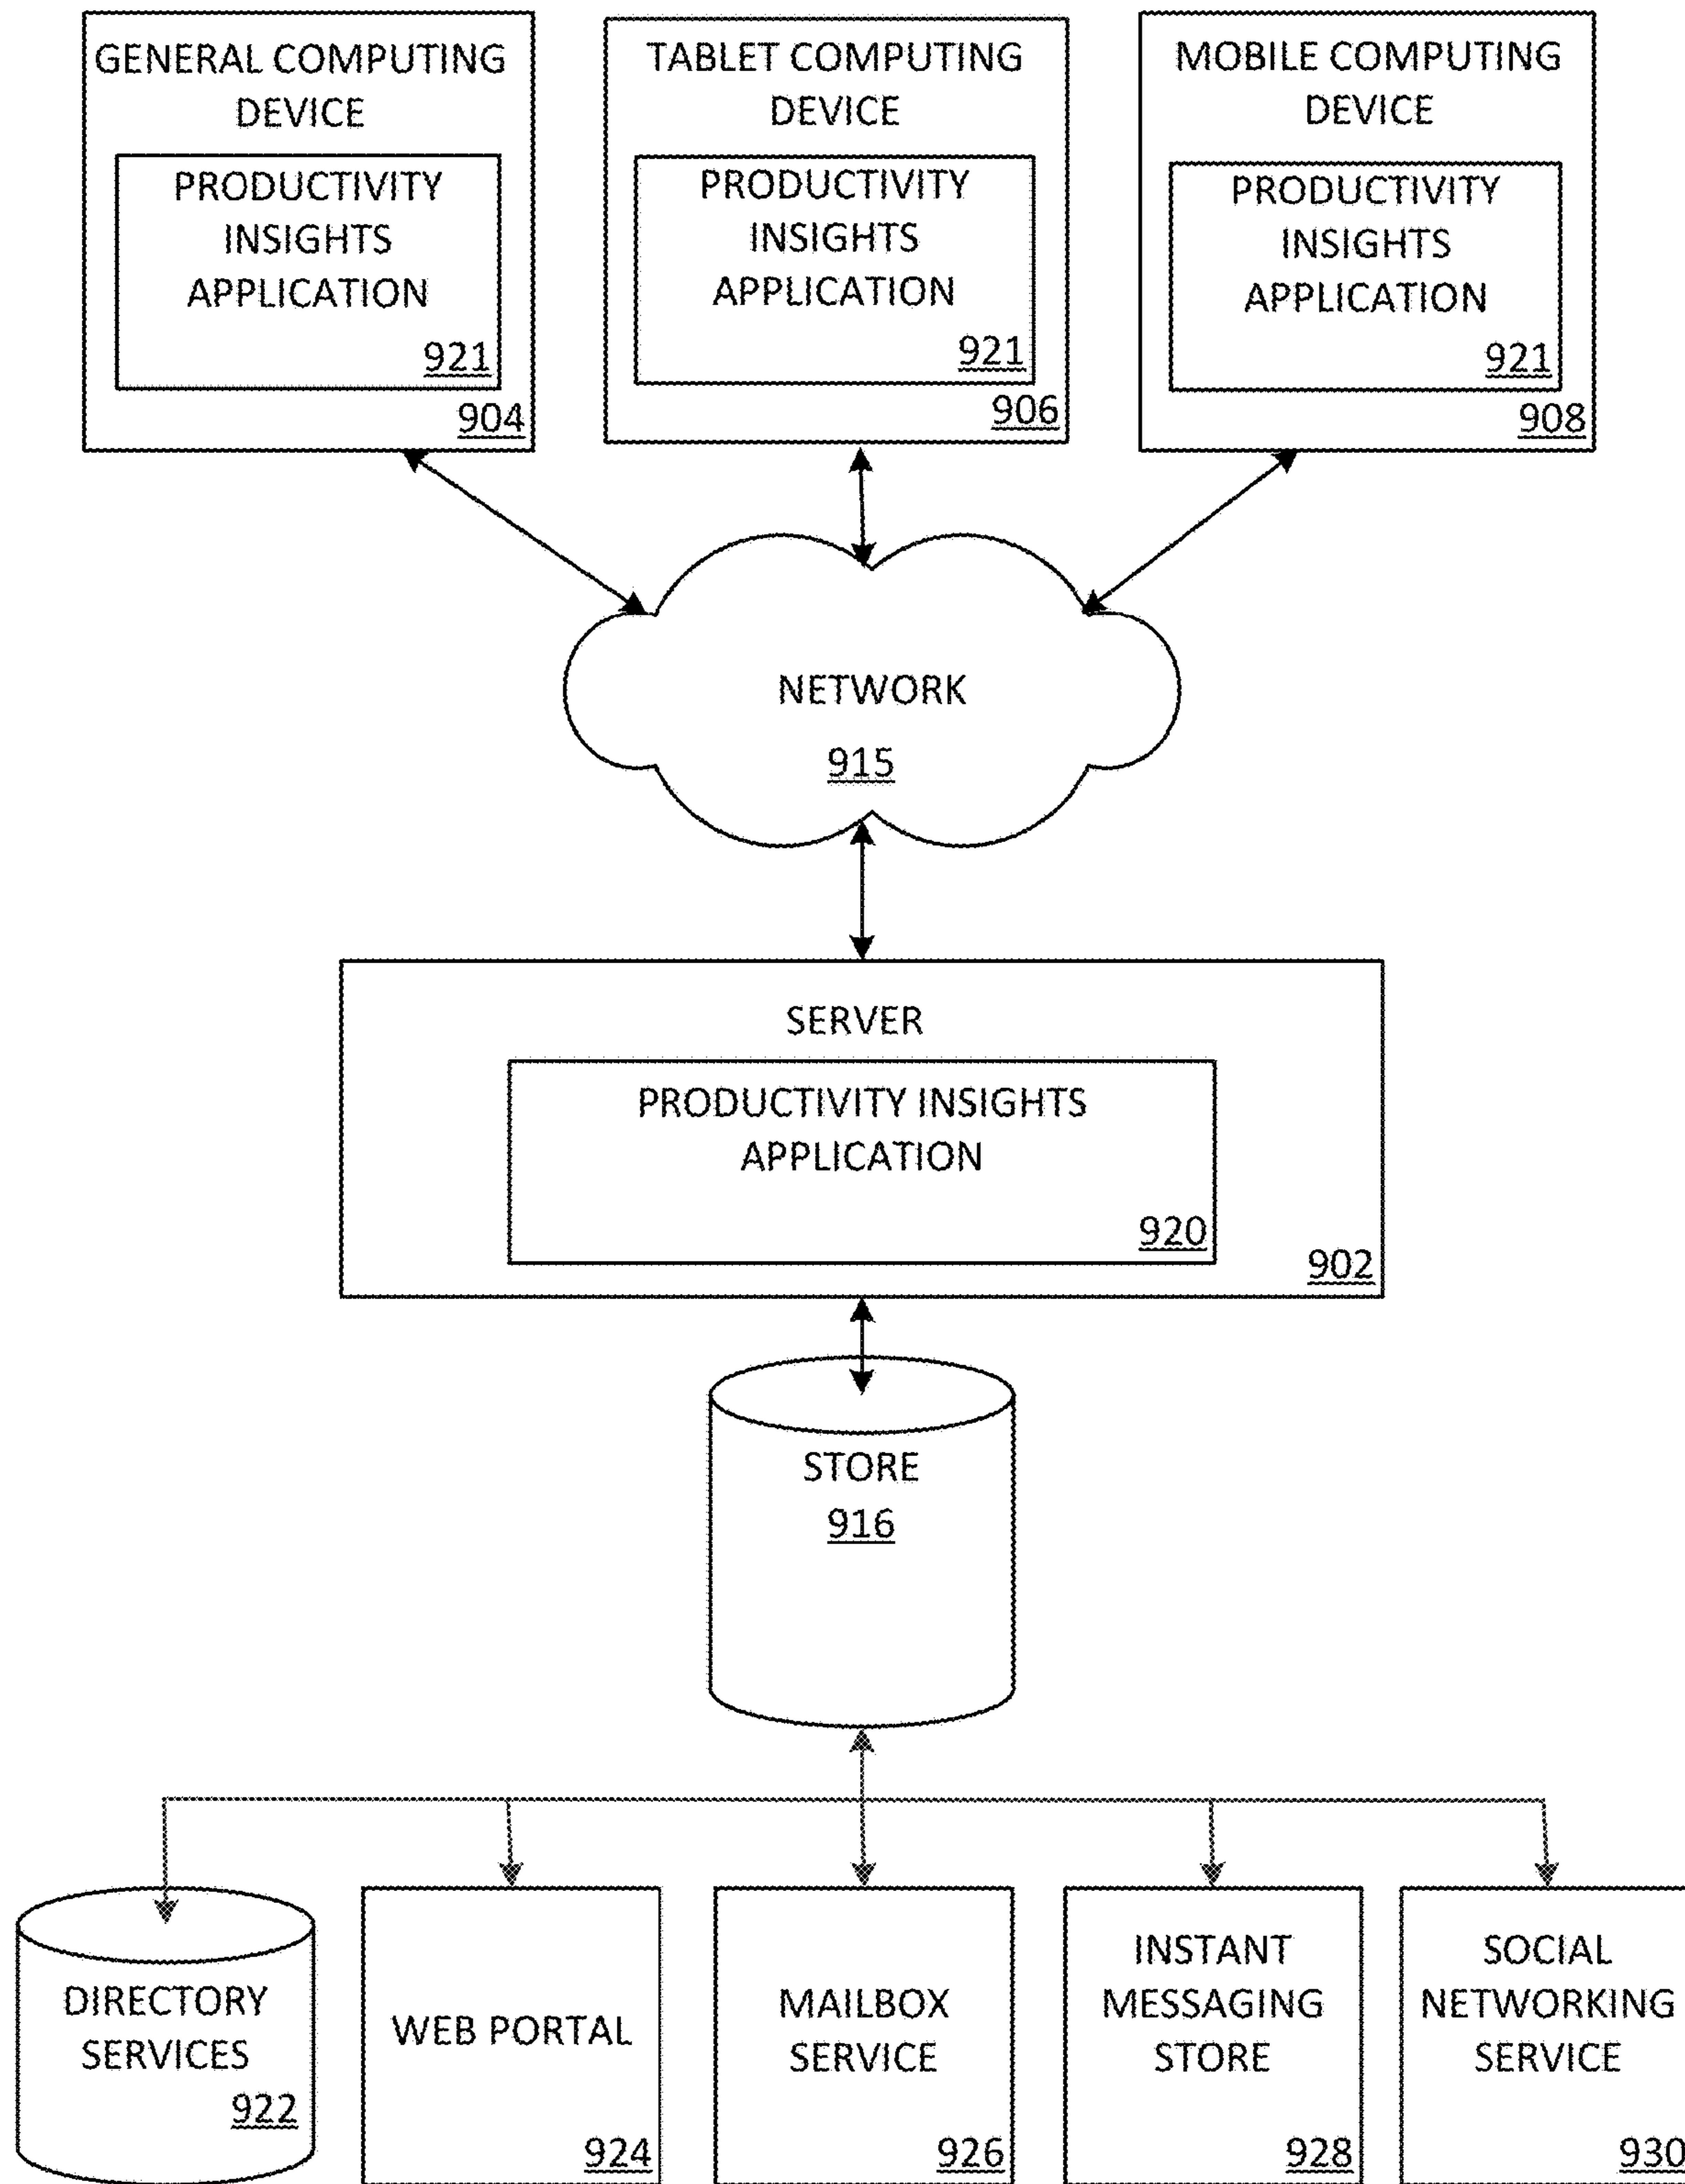 GENERAL COMPUTING
DEVICE
PRODUCTIVITY
INSIGHTS
APPLICATION
921
904
TABLET COMPUTING
DEVICE
PRODUCTIVITY
INSIGHTS
APPLICATION
921
906
MOBILE COMPUTING
DEVICE
PRODUCTIVITY
INSIGHTS
APPLICATION
921
908
NETWORK
915
SERVER
PRODUCTIVITY INSIGHTS
APPLICATION
920
902
STORE
916
DIRECTORY
SERVICES
922
WEB PORTAL
924
MAILBOX
SERVICE
926
INSTANT
MESSAGING
STORE
928
SOCIAL
NETWORKING
SERVICE
930